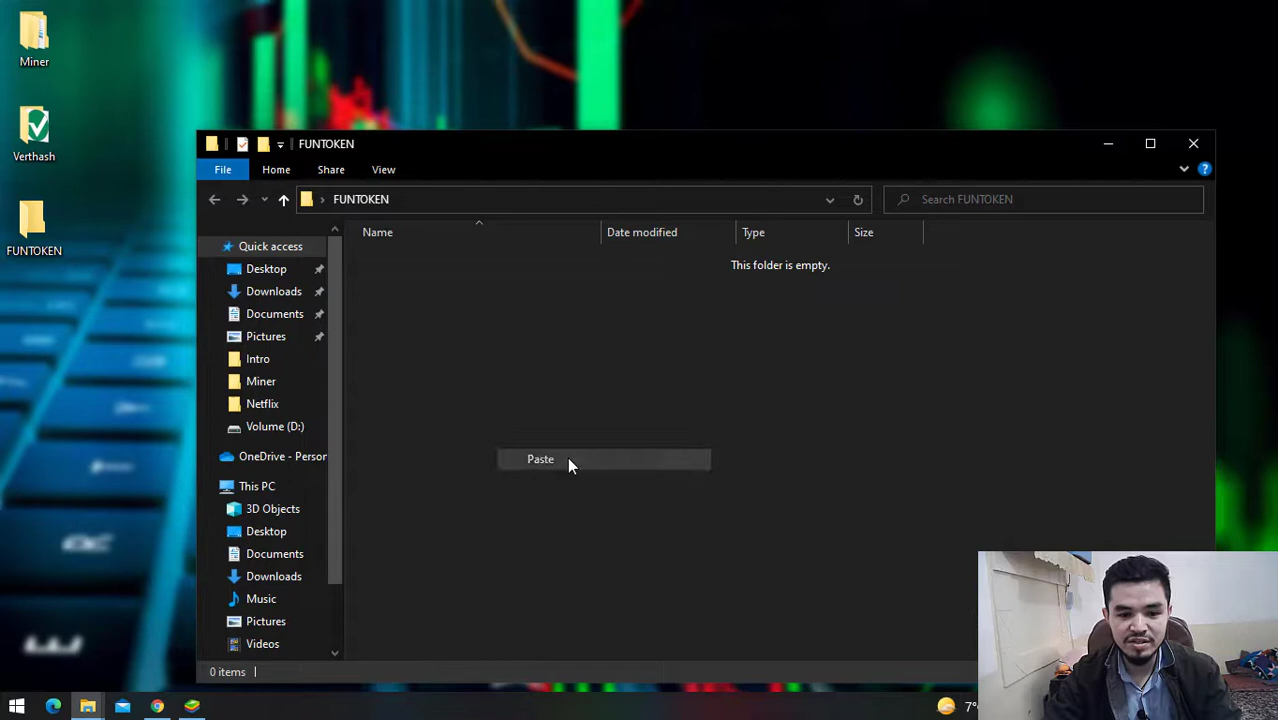 Miner
Verthash
FUNTOKEN
FUNTOKEN
File
Home
Share
View
FUNTOKEN
Search FUNTOKEN
Name
Date modified
Type
Size
This folder is empty.
Quick access
Desktop
Downloads
Documents
Pictures
Intro
Miner
Netflix
Volume (D:)
OneDrive - Person
This PC
3D Objects
Desktop
Documents
Downloads
Music
Pictures
Videos
Paste
0 items
7°